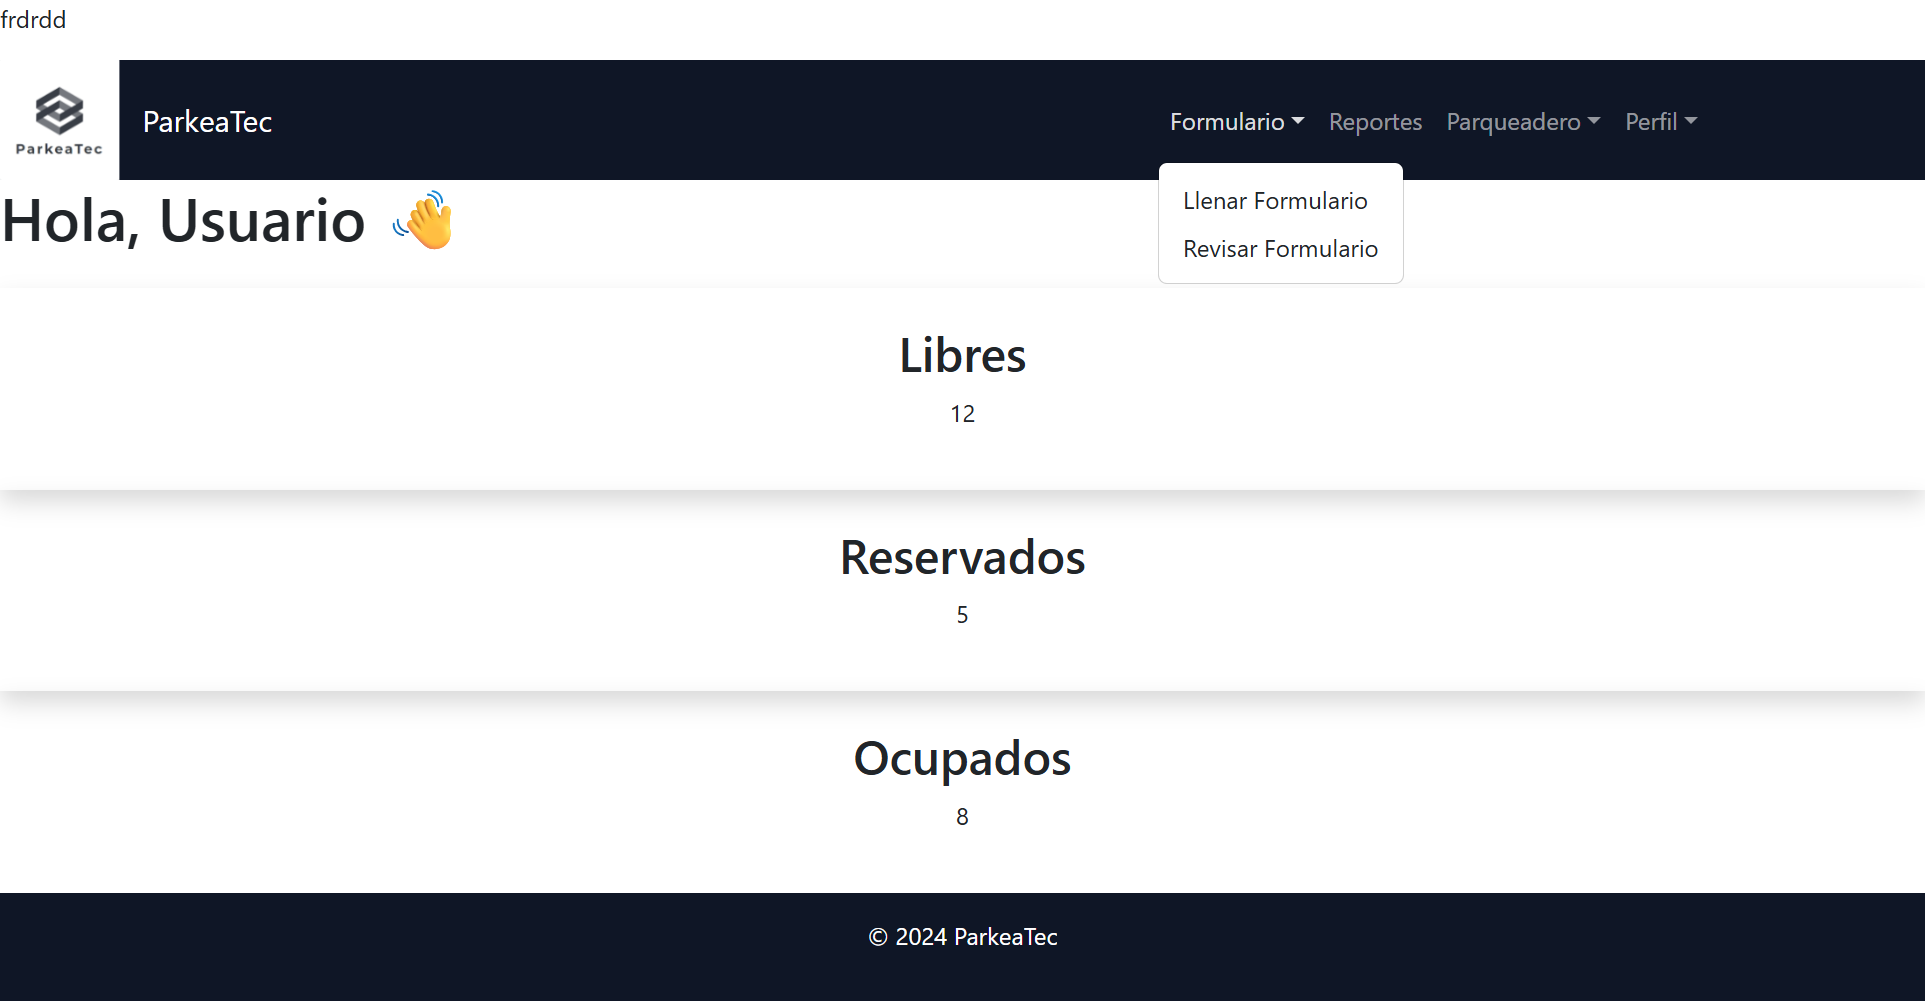 frdrdd
ParkeaTec
ParkeaTec
Formulario Reportes Parqueadero Perfil
Llenar Formulario
Revisar Formulario
Hola, Usuario 👋
Libres
12
Reservados
5
Ocupados
8
© 2024 ParkeaTec